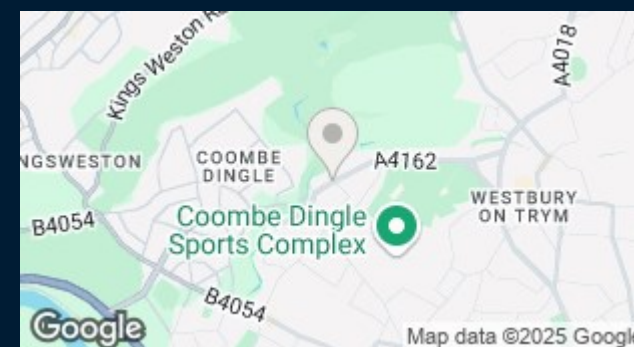 Kings Weston Rd
A4018
NGSWESTON
COOMBE
DINGLE
A4162
WESTBURY
ON TRYM
B4054
Coombe Dingle
Sports Complex
B4054
Google
Map data ©2025 Google